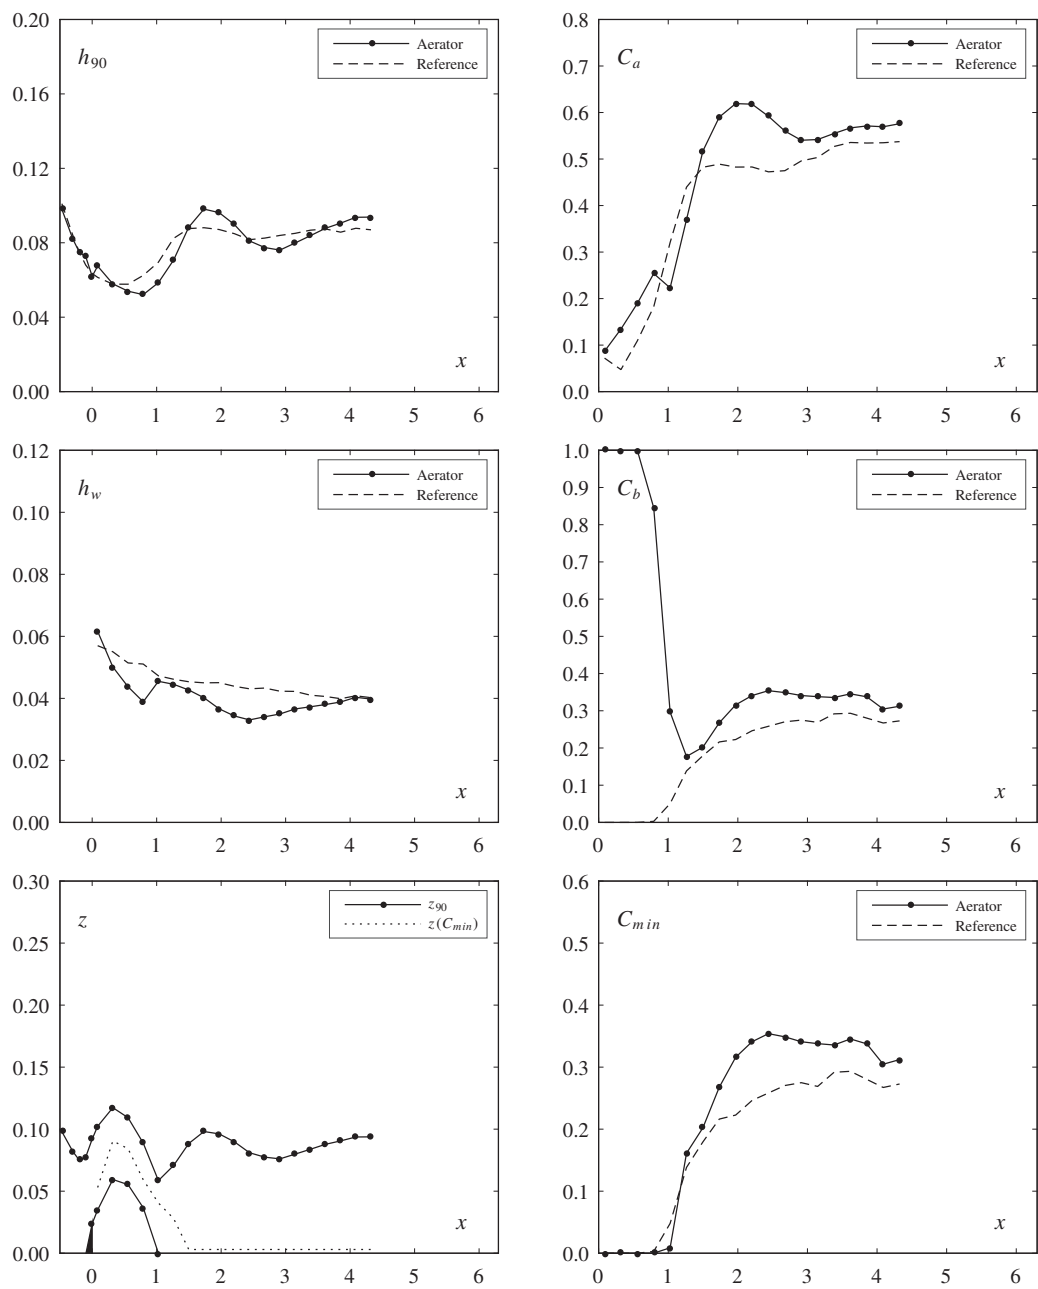 0.20
h90
Aerator
Reference
0.16
0.12
0.08
0.04
x
0.00
0 1 2 3 4 5 6
0.8
Ca
Aerator
Reference
0.7
0.6
0.5
0.4
0.3
0.2
0.1
x
0.0
0 1 2 3 4 5 6
0.12
hw
Aerator
Reference
0.10
0.08
0.06
0.04
0.02
x
0.00
0 1 2 3 4 5 6
1.0
Cb
Aerator
Reference
0.9
0.8
0.7
0.6
0.5
0.4
0.3
0.2
0.1
x
0.0
0 1 2 3 4 5 6
0.30
z
z90
z(Cmin)
0.25
0.20
0.15
0.10
0.05
x
0.00
0 1 2 3 4 5 6
0.6
Cmin
Aerator
Reference
0.5
0.4
0.3
0.2
0.1
x
0.0
0 1 2 3 4 5 6